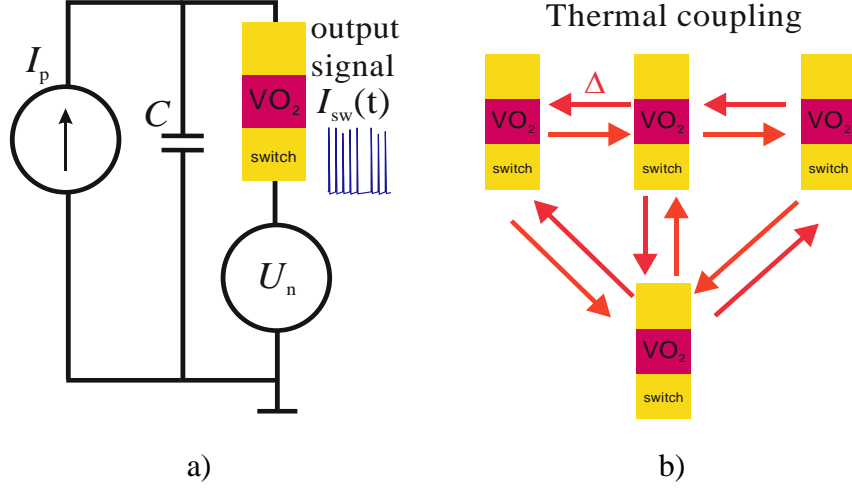 I_p
C
VO₂
switch
output
signal
I_sw(t)
U_n
a)
Thermal coupling
Δ
VO₂
switch
VO₂
switch
VO₂
switch
VO₂
switch
b)